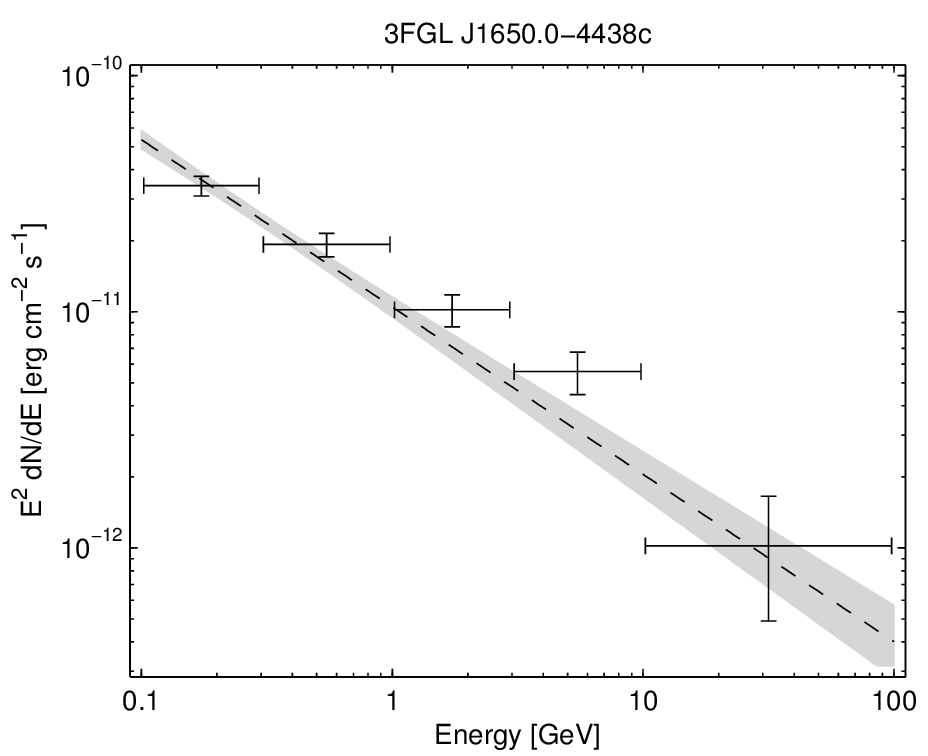 3FGL J1650.0−4438c
10⁻¹⁰
10⁻¹¹
10⁻¹²
E² dN/dE [erg cm⁻² s⁻¹]
0.1 1 10 100
Energy [GeV]